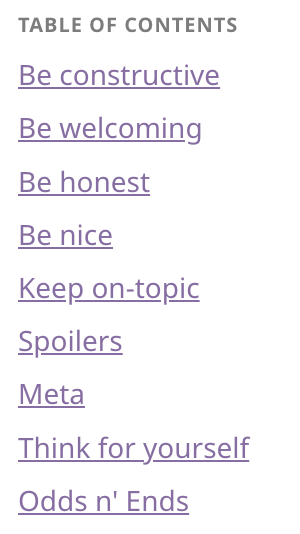 TABLE OF CONTENTS
Be constructive
Be welcoming
Be honest
Be nice
Keep on-topic
Spoilers
Meta
Think for yourself
Odds n' Ends